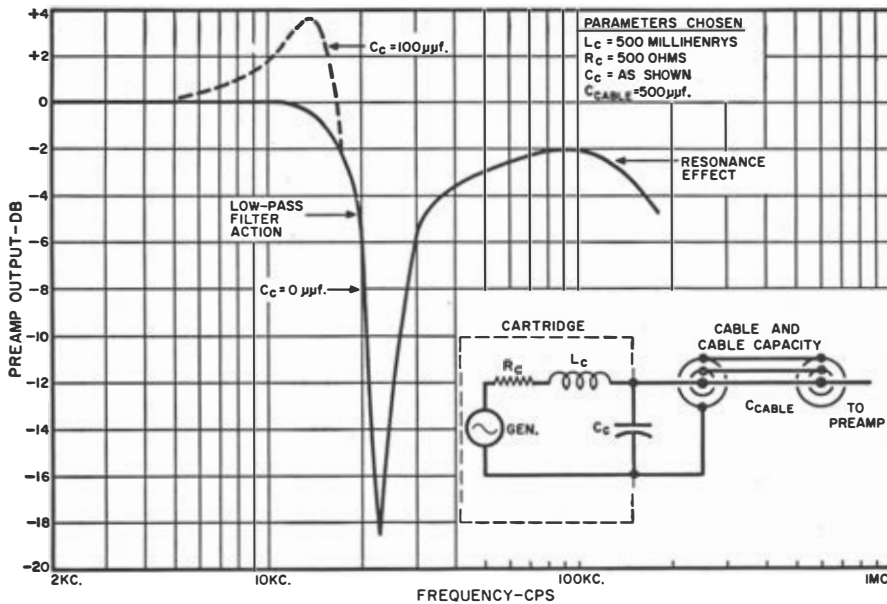 +4
+2
0
-2
-4
-6
-8
-10
-12
-14
-16
-18
-20
PREAMP OUTPUT-DB
Cc=100μμf.
PARAMETERS CHOSEN
Lc = 500 MILLIHENRYS
Rc = 500 OHMS
Cc = AS SHOWN
CCABLE=500μμf.
RESONANCE
EFFECT
LOW-PASS
FILTER
ACTION
Cc=0 μμf.
CARTRIDGE
Rc
Lc
GEN.
Cc
CABLE AND
CABLE CAPACITY
CCABLE
TO
PREAMP
2KC.
10KC.
100KC.
1MC
FREQUENCY-CPS